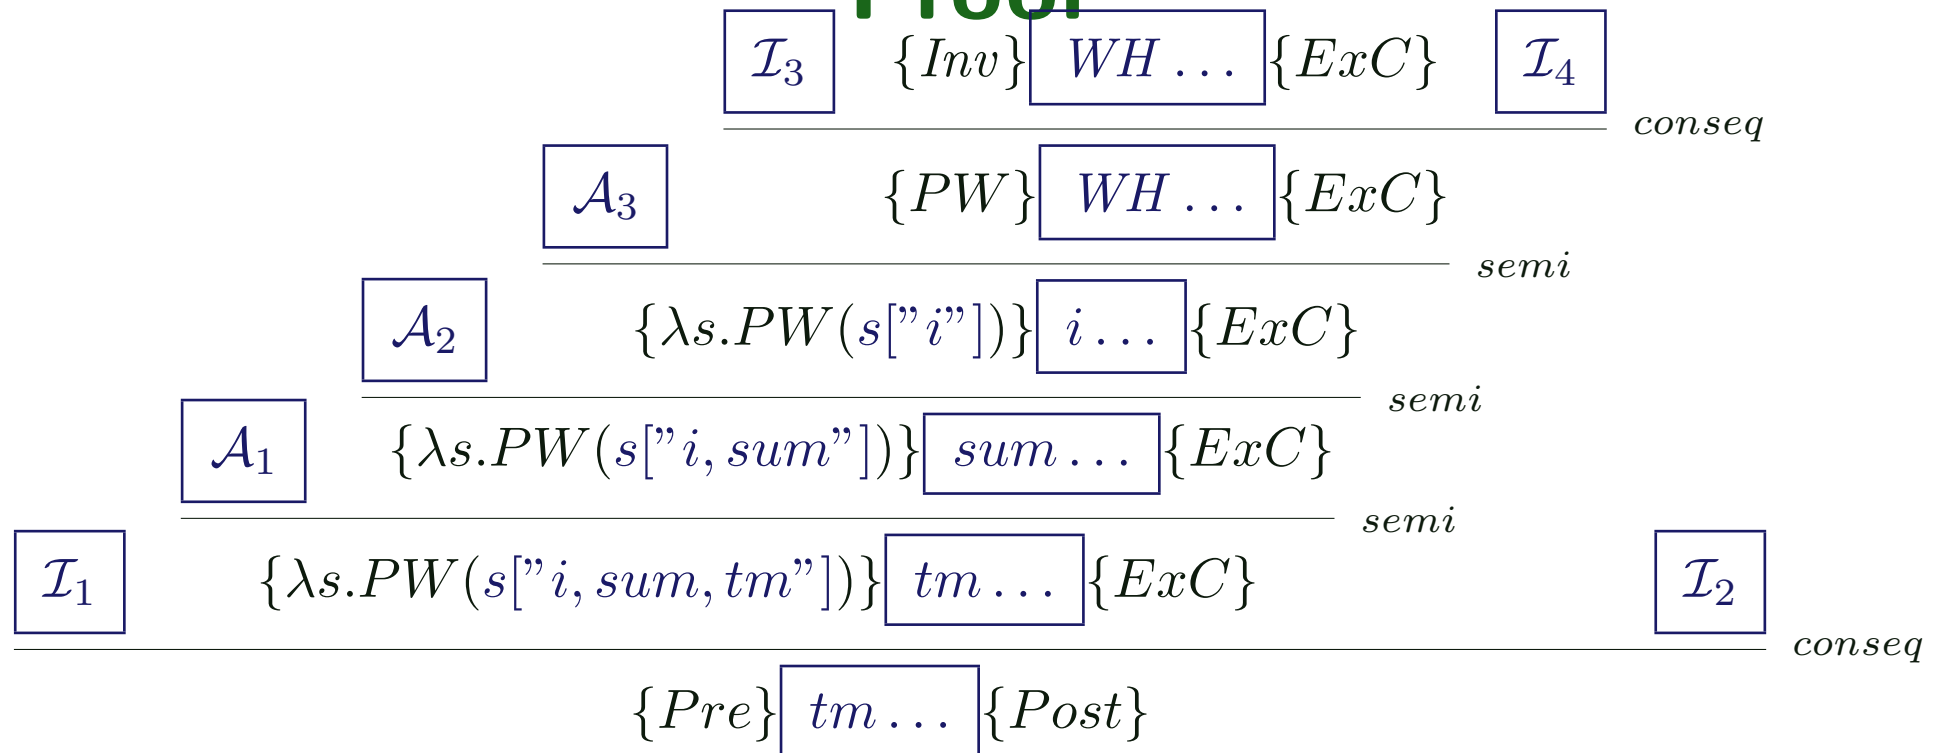 Proof
I₃ {Inv} WH … {ExC} I₄
conseq
A₃ {PW} WH … {ExC}
semi
A₂ {λs.PW(s[”i”])} i … {ExC}
semi
A₁ {λs.PW(s[”i, sum”])} sum … {ExC}
semi
I₁ {λs.PW(s[”i, sum, tm”])} tm … {ExC} I₂
conseq
{Pre} tm … {Post}